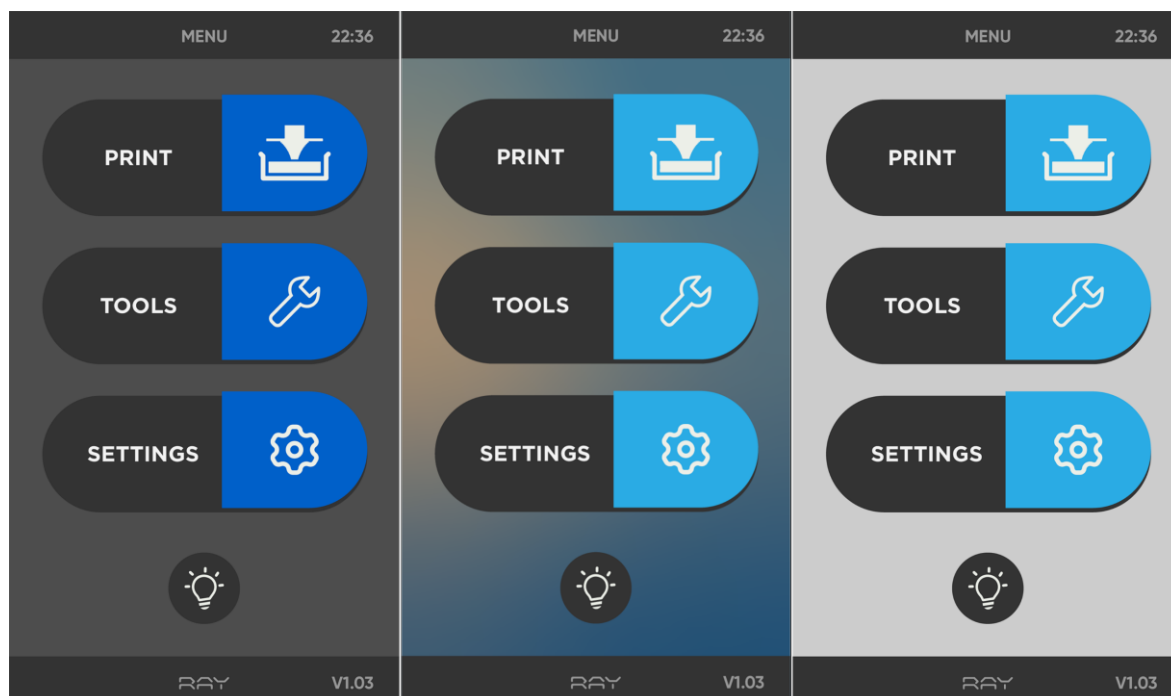 MENU 22:36
PRINT
TOOLS
SETTINGS
RAY V1.03
MENU 22:36
PRINT
TOOLS
SETTINGS
RAY V1.03
MENU 22:36
PRINT
TOOLS
SETTINGS
RAY V1.03